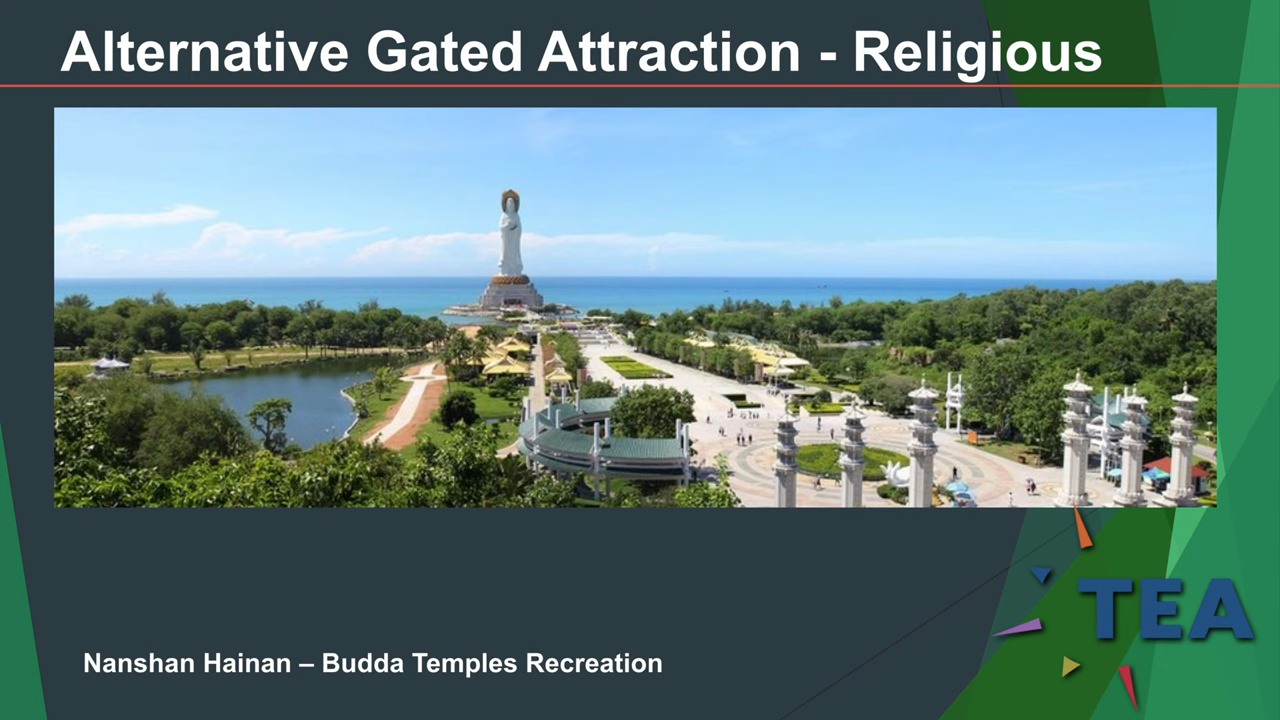 Alternative Gated Attraction - Religious
Nanshan Hainan – Budda Temples Recreation
TEA